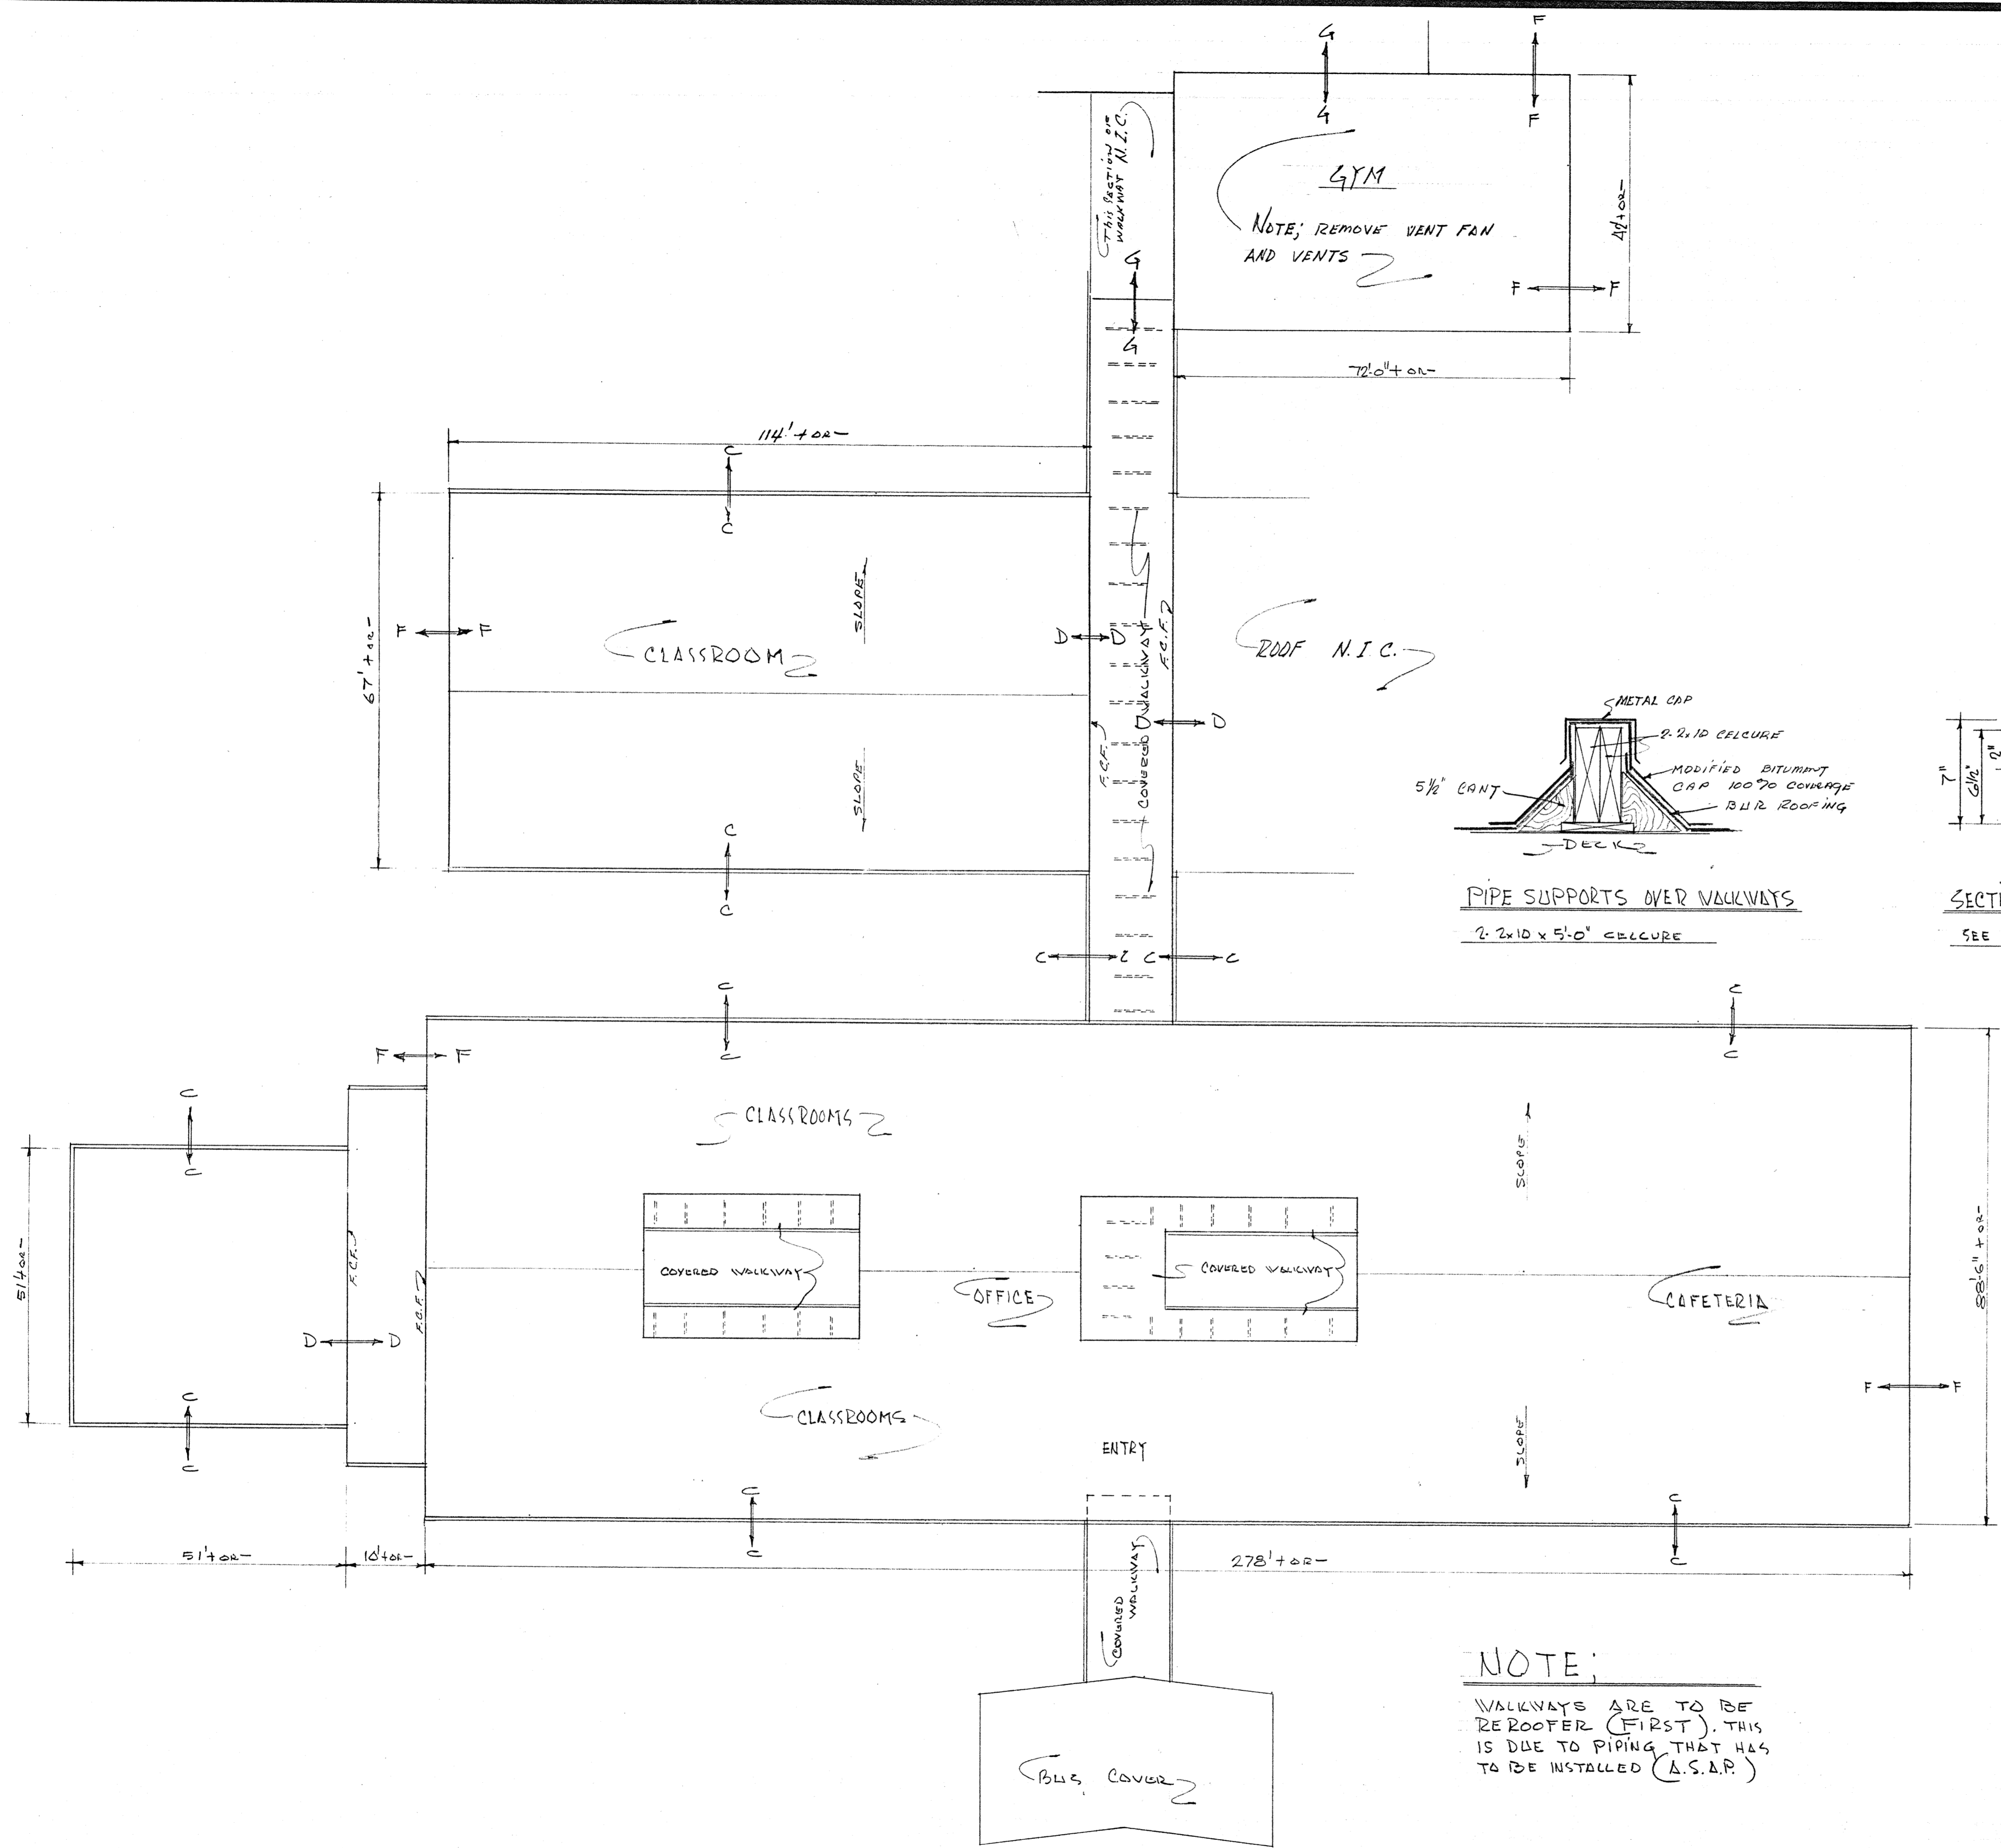 G
F
G
F
This Section of
Walkway N.I.C.
GYM
NOTE; REMOVE VENT FAN
AND VENTS
42'+OR-
G
F F
G
72'-0"+OR-
114'+OR-
C
C
SLOPE
F F
67'+OR-
CLASSROOM
D D
COVERED WALKWAY
F.C.F.
ROOF N.I.C.
D D
F.C.F.
SLOPE
C
C
METAL CAP
2-2x10 CELCURE
5 1/2" CANT
MODIFIED BITUMENT
CAP 100% COVERAGE
BUR ROOFING
DECK
7"
6 1/2"
PIPE SUPPORTS OVER WALKWAYS
2-2x10 x 5'-0" CELCURE
SECTI
SEE
C C C C
C
C
C
C
F F
C
C
CLASSROOMS
SLOPE
51'+OR-
F.C.F.
F.C.F.
COVERED WALKWAY
OFFICE
COVERED WALKWAY
CAFETERIA
88'-6"+OR-
D D
F F
C
C
CLASSROOMS
ENTRY
SLOPE
C
C
C
C
51'+OR-
10'+OR-
278'+OR-
COVERED
WALKWAY
BUS COVER
NOTE;
WALKWAYS ARE TO BE
REROOFER (FIRST). THIS
IS DUE TO PIPING THAT HAS
TO BE INSTALLED (A.S.A.P.)